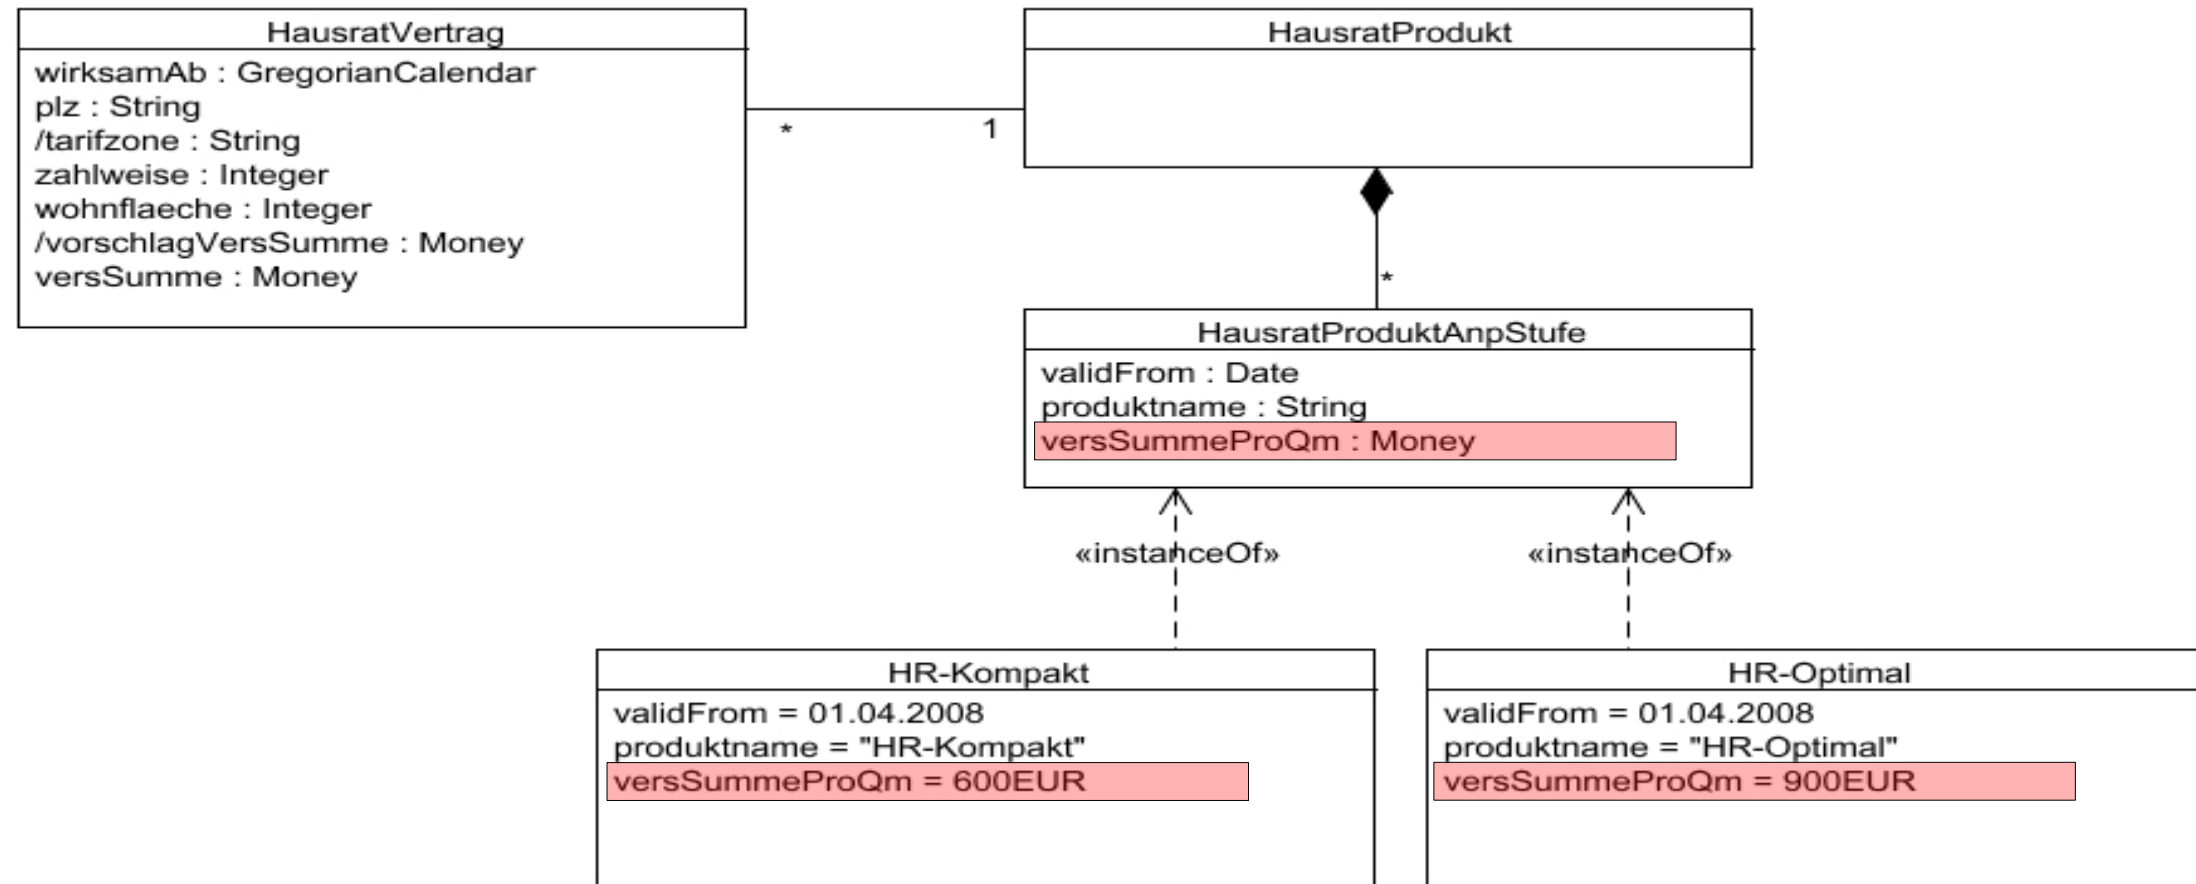 HausratVertrag
wirksamAb : GregorianCalendar
plz : String
/tarifzone : String
zahlweise : Integer
wohnflaeche : Integer
/vorschlagVersSumme : Money
versSumme : Money
* 1
HausratProdukt
*
HausratProduktAnpStufe
validFrom : Date
produktname : String
versSummeProQm : Money
«instanceOf» «instanceOf»
HR-Kompakt
validFrom = 01.04.2008
produktname = "HR-Kompakt"
versSummeProQm = 600EUR
HR-Optimal
validFrom = 01.04.2008
produktname = "HR-Optimal"
versSummeProQm = 900EUR